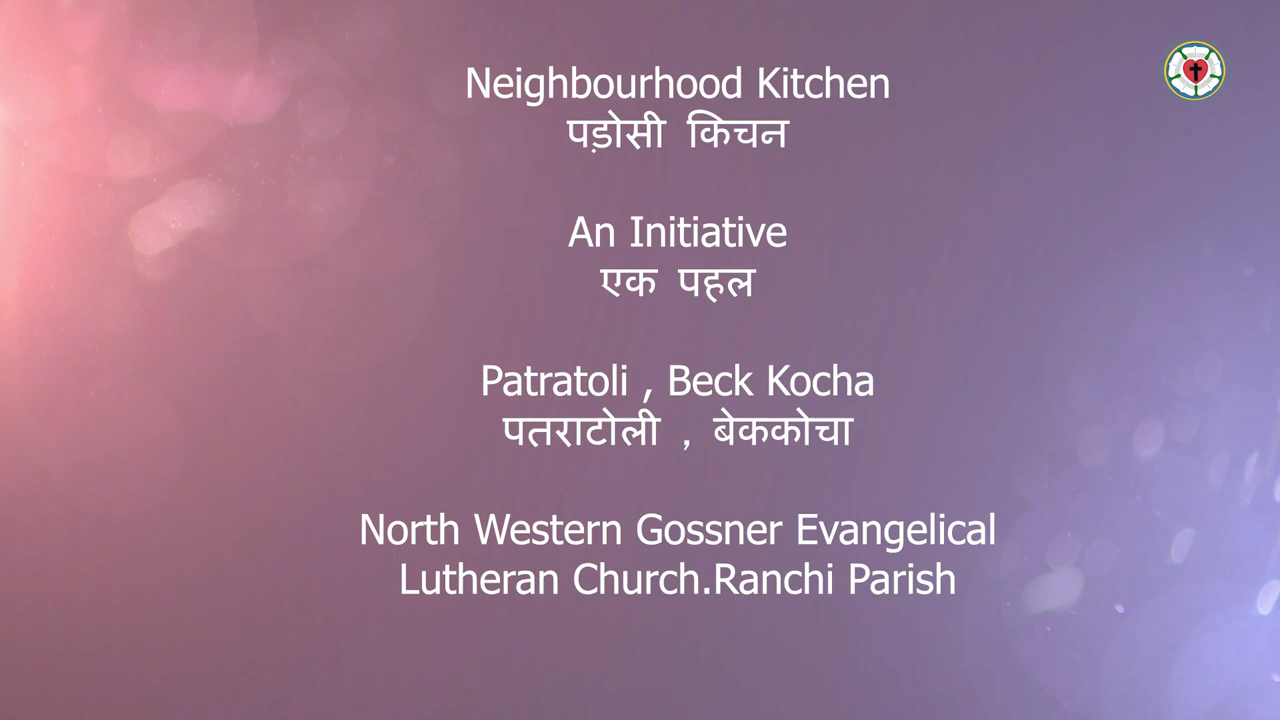 Neighbourhood Kitchen
पड़ोसी किचन
An Initiative
एक पहल
Patratoli , Beck Kocha
पतराटोली , बेककोचा
North Western Gossner Evangelical
Lutheran Church.Ranchi Parish